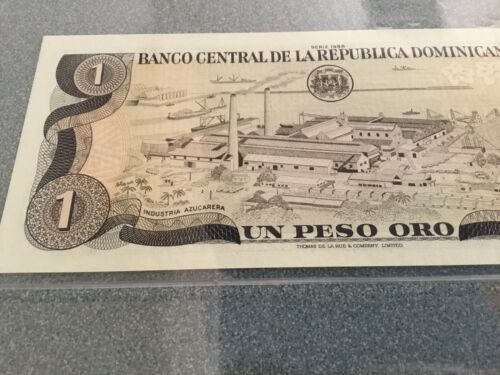 SERIE 1988
BANCO CENTRAL DE LA REPUBLICA DOMINICAN
1
1
INDUSTRIA AZUCARERA
UN PESO ORO
THOMAS DE LA RUE & COMPANY, LIMITED.